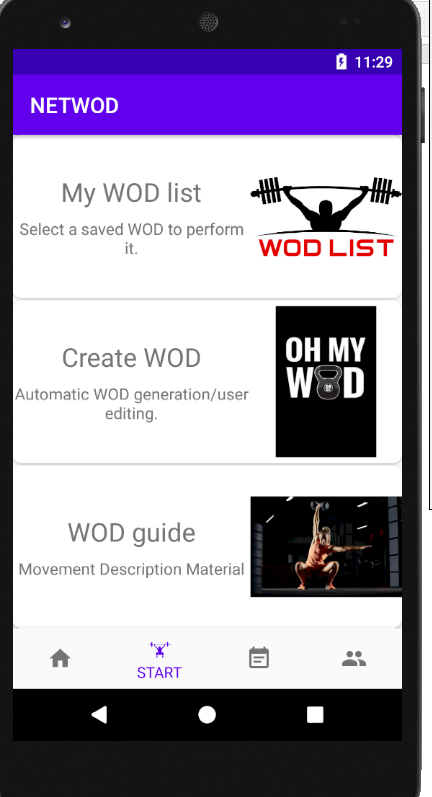 11:29
NETWOD
My WOD list
Select a saved WOD to perform
it.
WOD LIST
Create WOD
Automatic WOD generation/user
editing.
OH MY
WOD
WOD guide
Movement Description Material
START